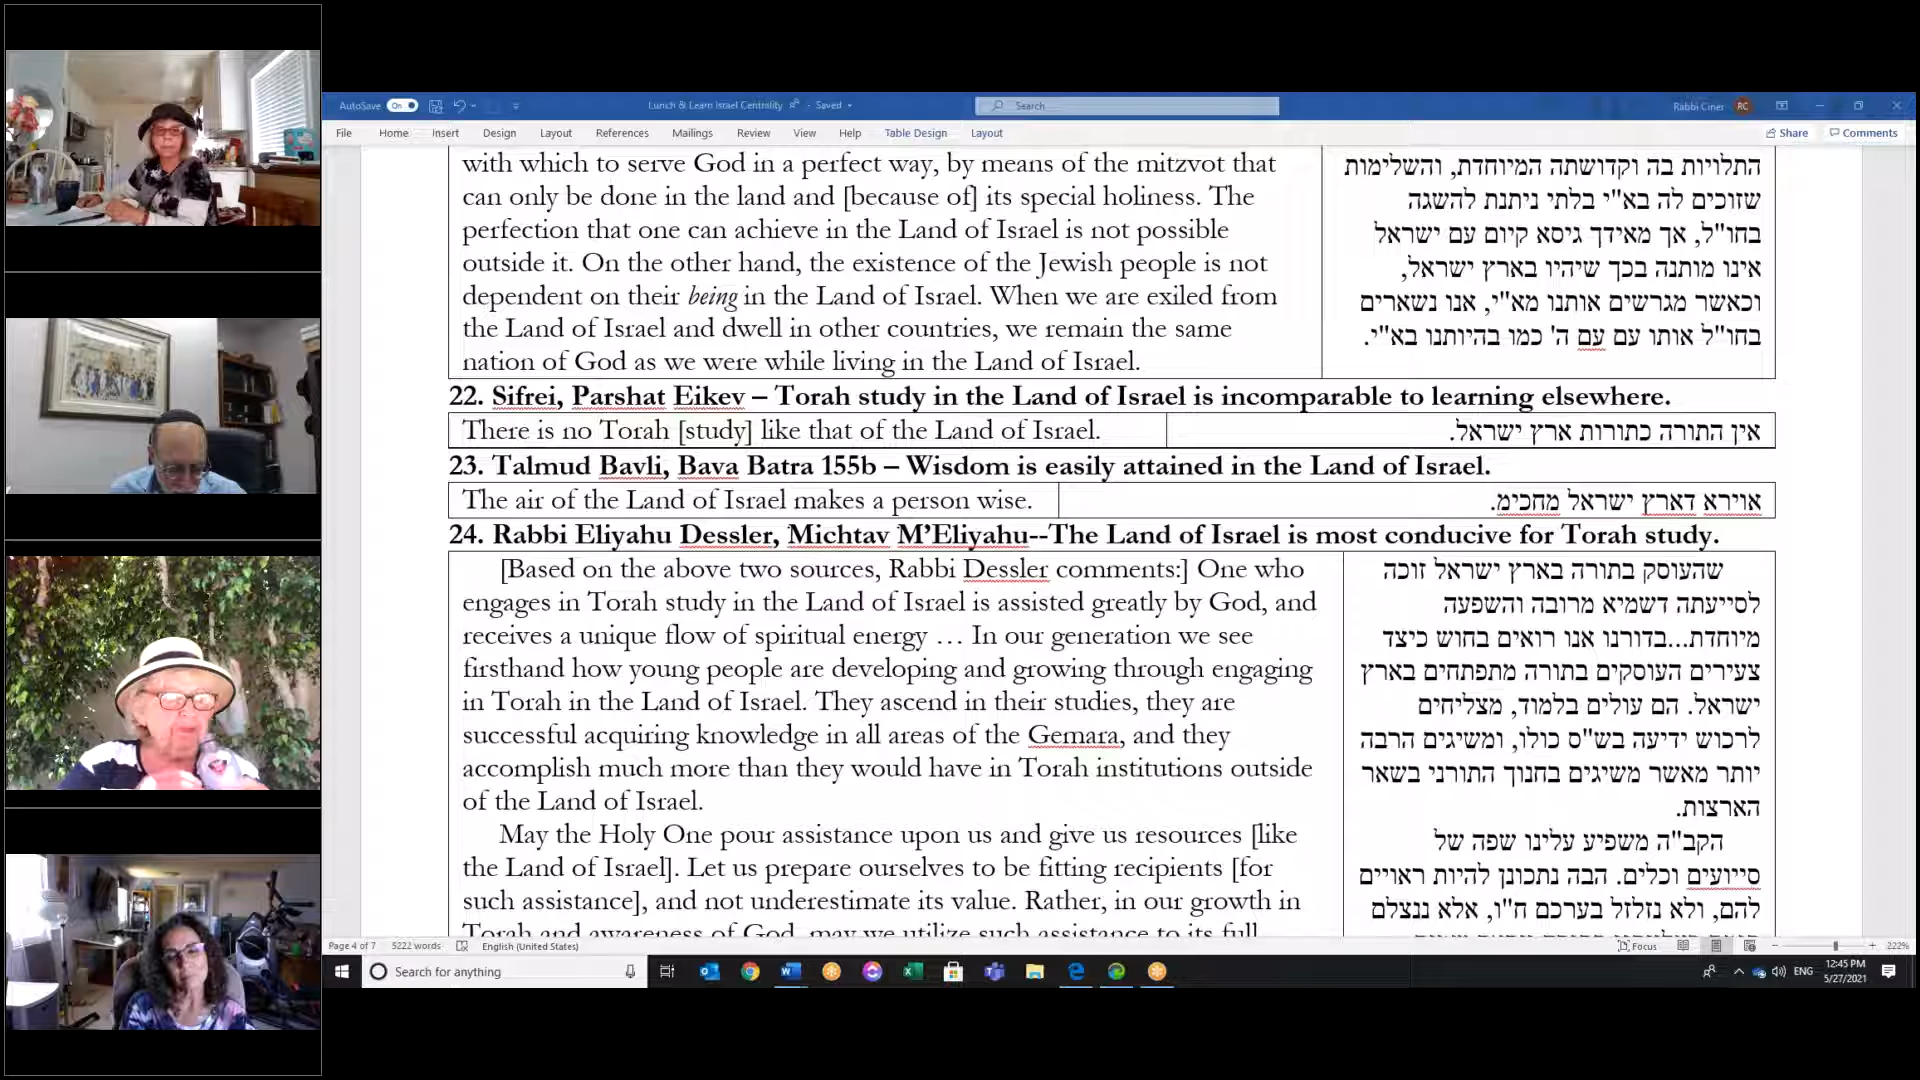 AutoSave On Lunch & Learn Israel Centrality - Saved Search Rabbi Ciner RC
File Home Insert Design Layout References Mailings Review View Help Table Design Layout Share Comments
with which to serve God in a perfect way, by means of the mitzvot that
can only be done in the land and [because of] its special holiness. The
perfection that one can achieve in the Land of Israel is not possible
outside it. On the other hand, the existence of the Jewish people is not
dependent on their being in the Land of Israel. When we are exiled from
the Land of Israel and dwell in other countries, we remain the same
nation of God as we were while living in the Land of Israel.
התלויות בה וקדושתה המיוחדת, והשלימות
שזוכים לה בא"י בלתי ניתנת להשגה
בחו"ל, אך מאידך גיסא קיום עם ישראל
אינו מותנה בכך שיהיו בארץ ישראל,
וכאשר מגרשים אותנו מא"י, אנו נשארים
בחו"ל אותו עם עם ה' כמו בהיותנו בא"י.
22. Sifrei, Parshat Eikev – Torah study in the Land of Israel is incomparable to learning elsewhere.
There is no Torah [study] like that of the Land of Israel.
אין התורה כתורות ארץ ישראל.
23. Talmud Bavli, Bava Batra 155b – Wisdom is easily attained in the Land of Israel.
The air of the Land of Israel makes a person wise.
אוירא דארץ ישראל מחכימ.
24. Rabbi Eliyahu Dessler, Michtav M’Eliyahu--The Land of Israel is most conducive for Torah study.
[Based on the above two sources, Rabbi Dessler comments:] One who
engages in Torah study in the Land of Israel is assisted greatly by God, and
receives a unique flow of spiritual energy … In our generation we see
firsthand how young people are developing and growing through engaging
in Torah in the Land of Israel. They ascend in their studies, they are
successful acquiring knowledge in all areas of the Gemara, and they
accomplish much more than they would have in Torah institutions outside
of the Land of Israel.
May the Holy One pour assistance upon us and give us resources [like
the Land of Israel]. Let us prepare ourselves to be fitting recipients [for
such assistance], and not underestimate its value. Rather, in our growth in
Torah and awareness of God, may we utilize such assistance to its full
שהעוסק בתורה בארץ ישראל זוכה
לסייעתה דשמיא מרובה והשפעה
מיוחדת...בדורנו אנו רואים בחוש כיצד
צעירים העוסקים בתורה מתפתחים בארץ
ישראל. הם עולים בלמוד, מצליחים
לרכוש ידיעה בש"ס כולו, ומשיגים הרבה
יותר מאשר משיגים בחנוך התורני בשאר
הארצות.
הקב"ה משפיע עלינו שפה של
סייועים וכלים. הבה נתכונן להיות ראויים
להם, ולא נזלזל בערכם ח"ו, אלא ננצלם
Page 4 of 7 5222 words English (United States) Focus 222%
Search for anything ENG 12:45 PM
5/27/2021